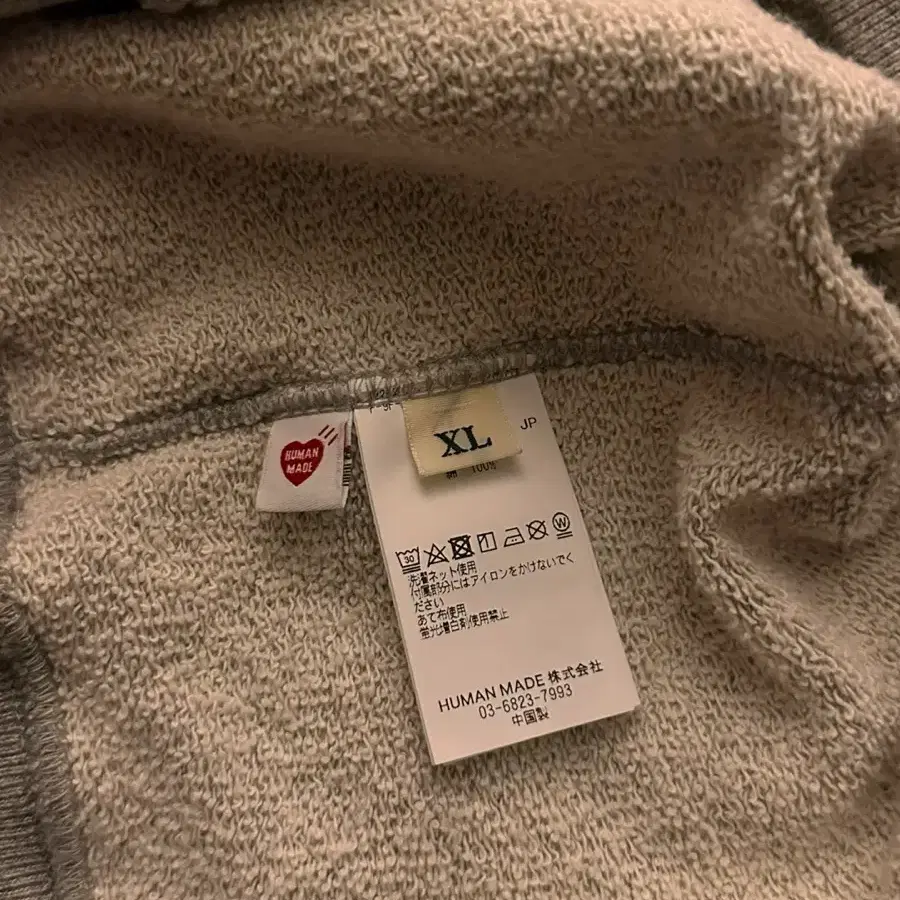 HUMAN
MADE
XL
JP
綿 100%
30
W
洗濯ネット使用
付属部分にはアイロンをかけないでく
ださい
あて布使用
蛍光増白剤使用禁止
HUMAN MADE 株式会社
03-6823-7993
中国製